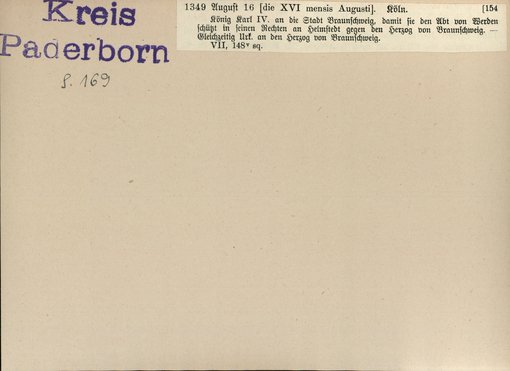 Kreis
Paderborn
S. 169
1349 August 16 [die XVI mensis Augusti]. Köln. [154
König Karl IV. an die Stadt Braunschweig, damit sie den Abt von Werden
schützt in seinen Rechten an Helmstedt gegen den Herzog von Braunschweig. —
Gleichzeitig Urk. an den Herzog von Braunschweig.
VII, 148ᵛ sq.